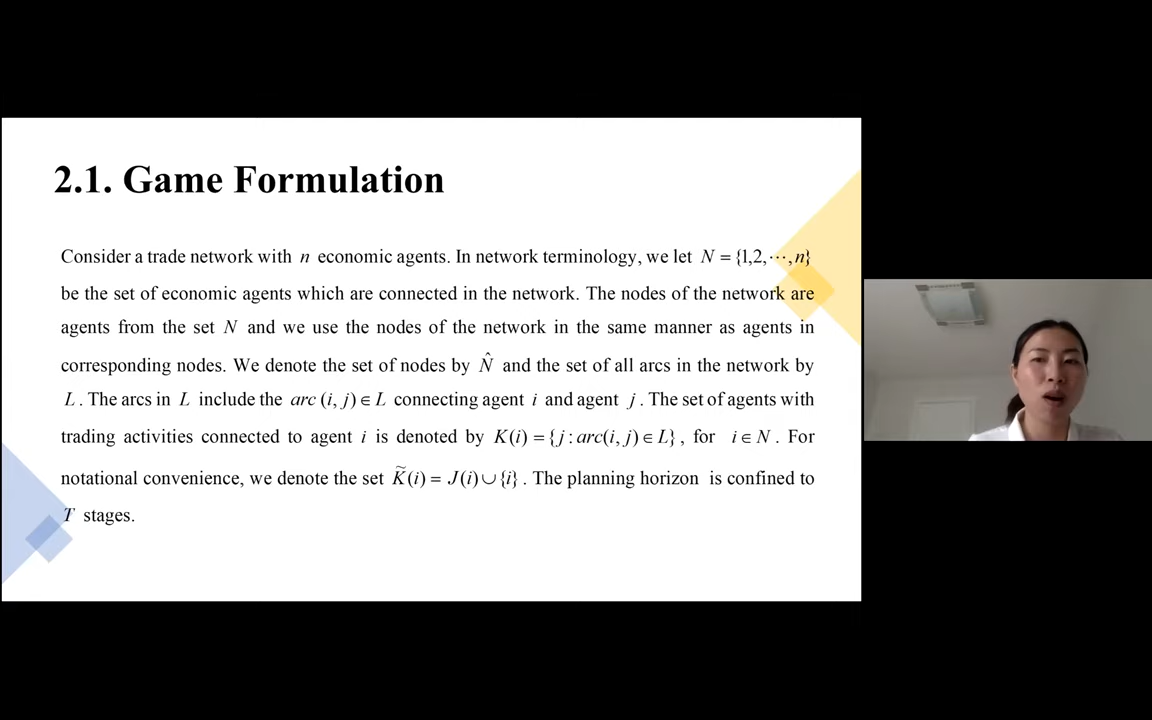 2.1. Game Formulation
Consider a trade network with n economic agents. In network terminology, we let N = {1,2,⋯,n}
be the set of economic agents which are connected in the network. The nodes of the network are
agents from the set N and we use the nodes of the network in the same manner as agents in
corresponding nodes. We denote the set of nodes by N̂ and the set of all arcs in the network by
L. The arcs in L include the arc (i, j) ∈ L connecting agent i and agent j. The set of agents with
trading activities connected to agent i is denoted by K(i) = {j : arc(i, j) ∈ L}, for i ∈ N. For
notational convenience, we denote the set K̃(i) = J(i) ∪ {i}. The planning horizon is confined to
T stages.